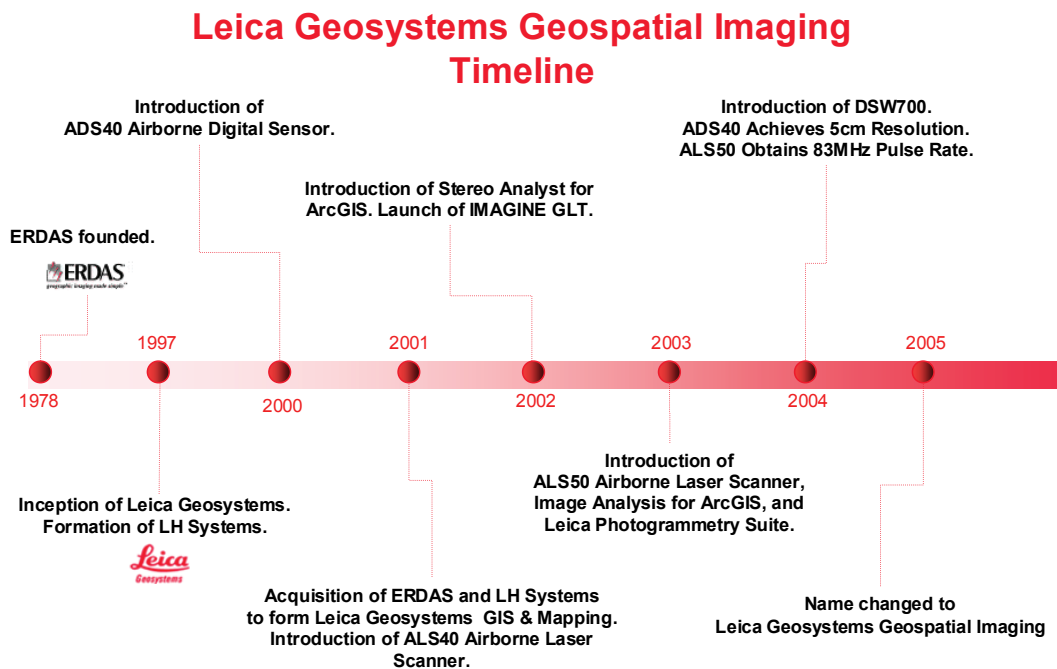 Leica Geosystems Geospatial Imaging
Timeline
Introduction of
ADS40 Airborne Digital Sensor.
Introduction of DSW700.
ADS40 Achieves 5cm Resolution.
ALS50 Obtains 83MHz Pulse Rate.
Introduction of Stereo Analyst for
ArcGIS. Launch of IMAGINE GLT.
ERDAS founded.
ERDAS
geographic imaging made simple™
1997
2001
2003
2005
1978
2000
2002
2004
Inception of Leica Geosystems.
Formation of LH Systems.
Leica
Geosystems
Introduction of
ALS50 Airborne Laser Scanner,
Image Analysis for ArcGIS, and
Leica Photogrammetry Suite.
Acquisition of ERDAS and LH Systems
to form Leica Geosystems GIS & Mapping.
Introduction of ALS40 Airborne Laser
Scanner.
Name changed to
Leica Geosystems Geospatial Imaging